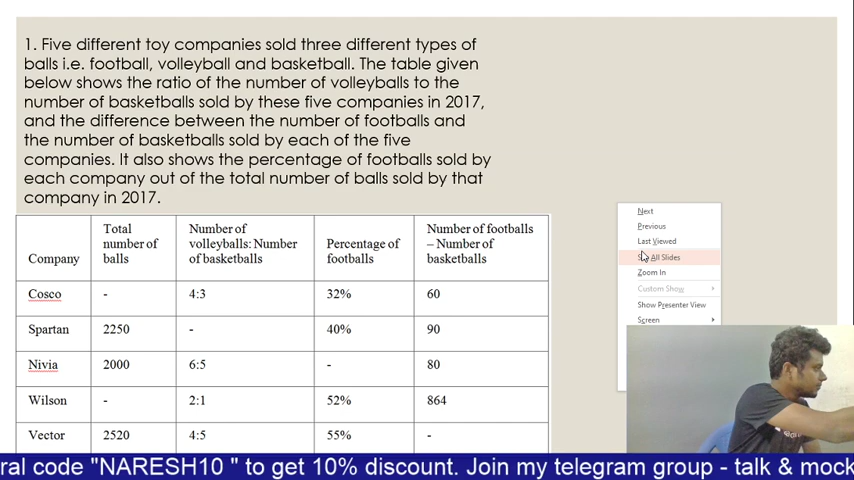 1. Five different toy companies sold three different types of
balls i.e. football, volleyball and basketball. The table given
below shows the ratio of the number of volleyballs to the
number of basketballs sold by these five companies in 2017,
and the difference between the number of footballs and
the number of basketballs sold by each of the five
companies. It also shows the percentage of footballs sold by
each company out of the total number of balls sold by that
company in 2017.
Company Total number of balls Number of volleyballs: Number of basketballs Percentage of footballs Number of footballs – Number of basketballs
Cosco - 4:3 32% 60
Spartan 2250 - 40% 90
Nivia 2000 6:5 - 80
Wilson - 2:1 52% 864
Vector 2520 4:5 55% -
Next
Previous
Last Viewed
All Slides
Zoom In
Custom Show
Show Presenter View
Screen
ral code "NARESH10 " to get 10% discount. Join my telegram group - talk & mock